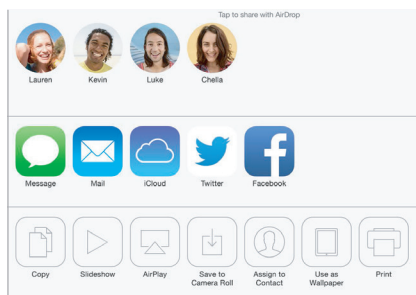 Tap to share with AirDrop
Lauren Kevin Luke Chella
Message Mail iCloud Twitter Facebook
Copy Slideshow AirPlay Save to Camera Roll Assign to Contact Use as Wallpaper Print